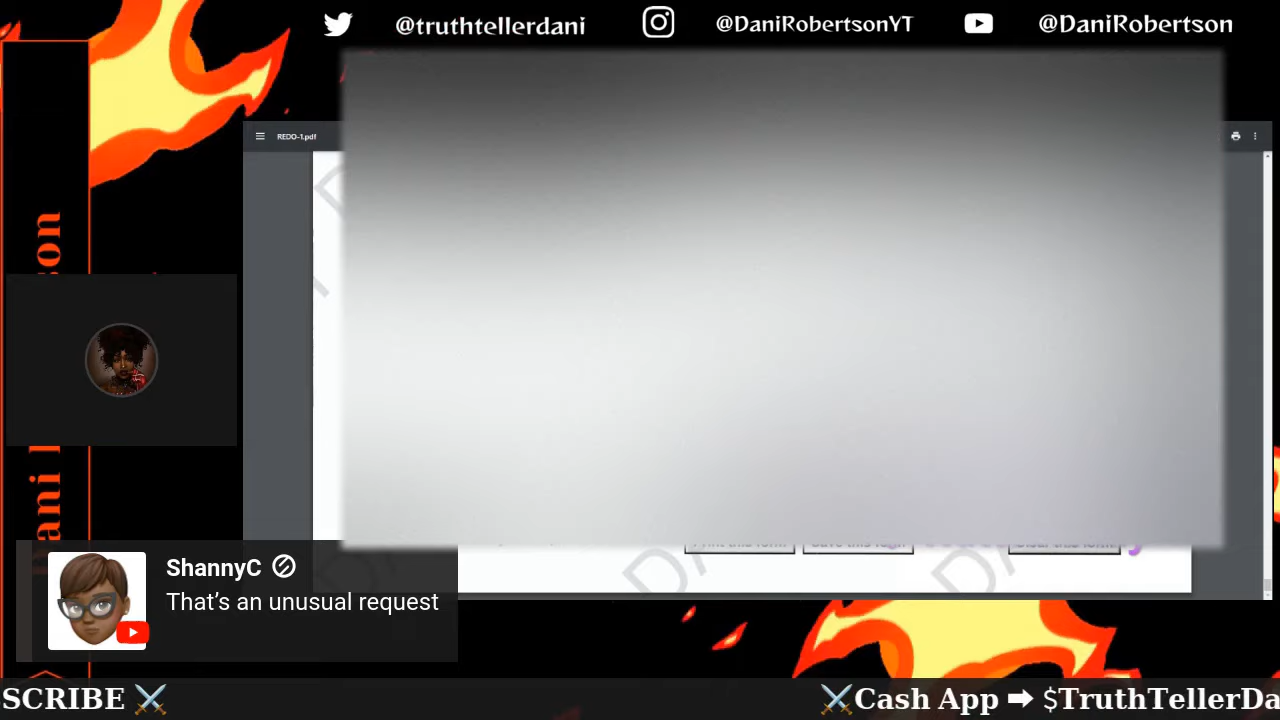 @truthtellerdani @DaniRobertsonYT @DaniRobertson
REDO-1.pdf
ShannyC
That's an unusual request
SCRIBE ⚔️ ⚔️Cash App ➡ $TruthTellerDa